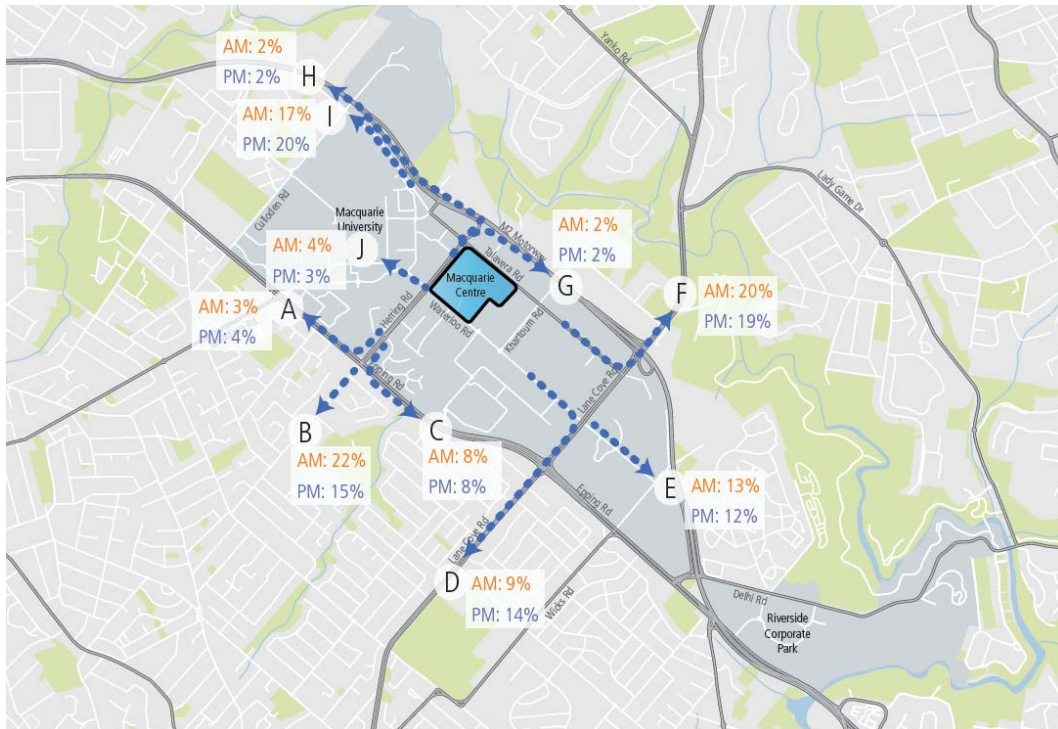 Yanko Rd
AM: 2%
PM: 2%
H
AM: 17%
PM: 20%
I
Lady Game Dr
Culloden Rd
Macquarie
University
J
AM: 4%
PM: 3%
M2 Motorway
Talavera Rd
AM: 2%
PM: 2%
G
Macquarie
Centre
F
AM: 20%
PM: 19%
AM: 3%
PM: 4%
A
Herring Rd
Waterloo Rd
Khartoum Rd
Epping Rd
Lane Cove Rd
B
AM: 22%
PM: 15%
C
AM: 8%
PM: 8%
E
AM: 13%
PM: 12%
Epping Rd
Lane Cove Rd
D
AM: 9%
PM: 14%
Wicks Rd
Delhi Rd
Riverside
Corporate
Park